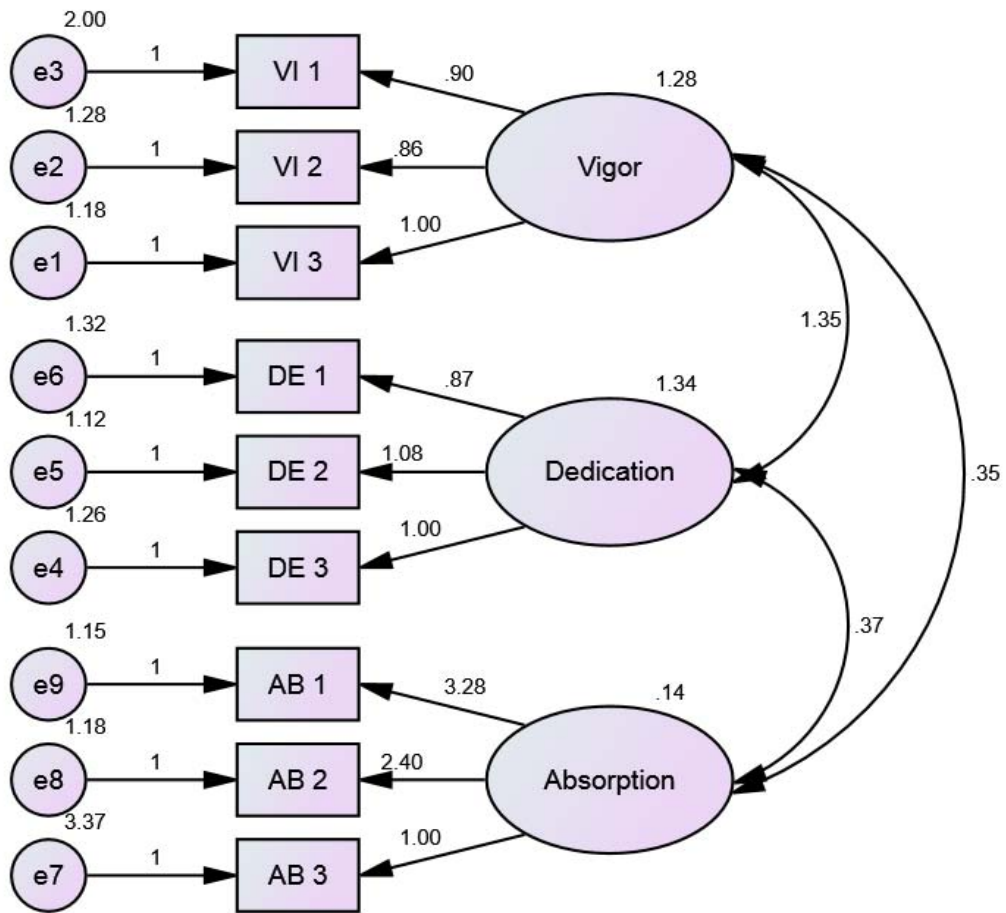 2.00
e3
1
VI 1
.90
1.28
1.28
e2
1
VI 2
.86
Vigor
1.18
e1
1
VI 3
1.00
1.35
1.32
e6
1
DE 1
.87
1.34
1.12
e5
1
DE 2
1.08
Dedication
.35
1.26
e4
1
DE 3
1.00
.37
1.15
e9
1
AB 1
3.28
.14
1.18
e8
1
AB 2
2.40
Absorption
3.37
e7
1
AB 3
1.00